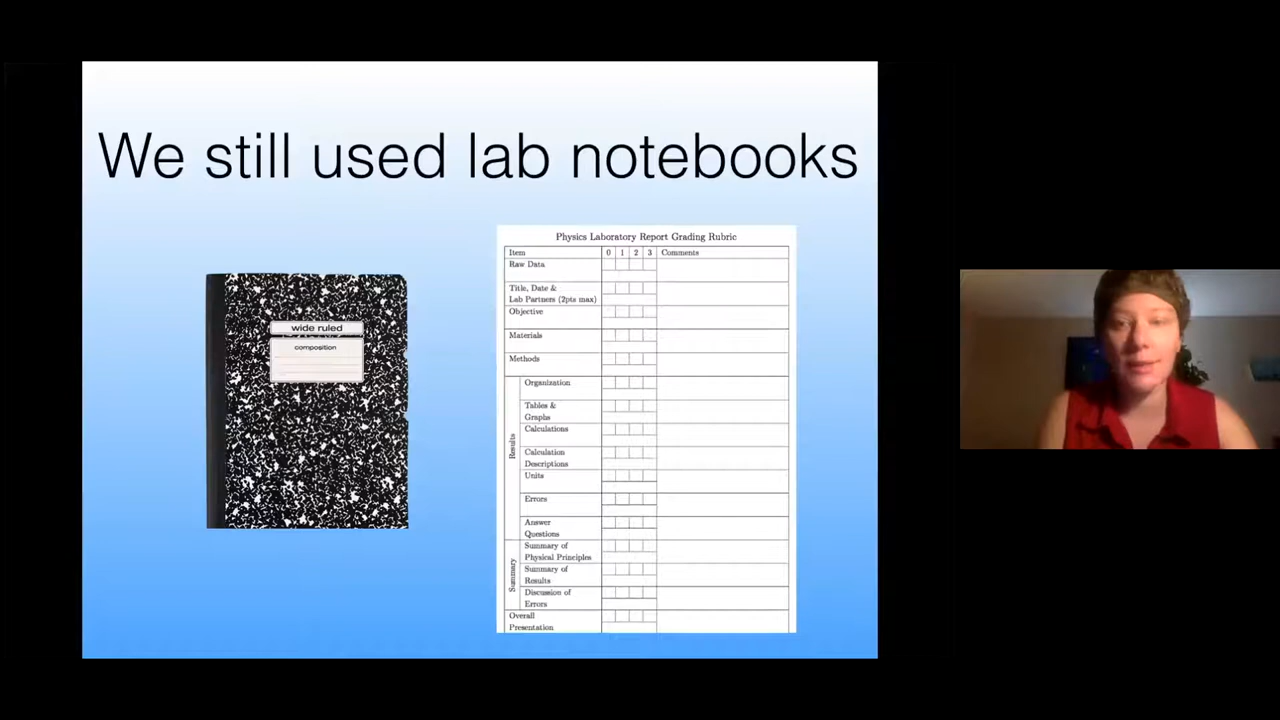 We still used lab notebooks
wide ruled
composition
Physics Laboratory Report Grading Rubric
Item 0 1 2 3 Comments
Raw Data
Title, Date &
Lab Partners (2pts max)
Objective
Materials
Methods
Results
Organization
Tables &
Graphs
Calculations
Calculation
Descriptions
Units
Errors
Answer
Questions
Summary
Summary of
Physical Principles
Summary of
Results
Discussion of
Errors
Overall
Presentation